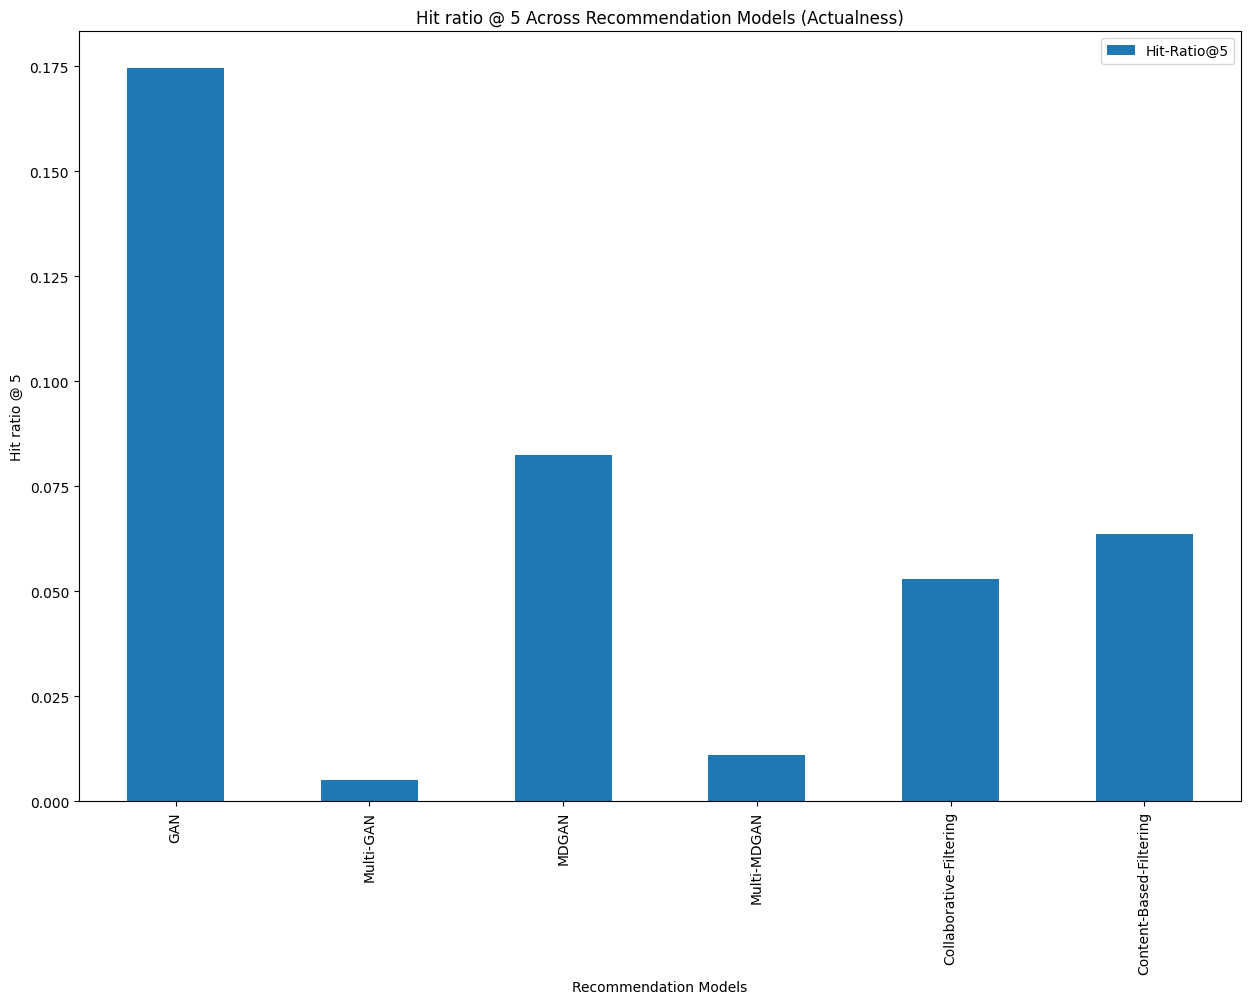 Hit ratio @ 5 Across Recommendation Models (Actualness)
Hit-Ratio@5
0.175
0.150
0.125
0.100
0.075
0.050
0.025
0.000
Hit ratio @ 5
GAN
Multi-GAN
MDGAN
Multi-MDGAN
Collaborative-Filtering
Content-Based-Filtering
Recommendation Models